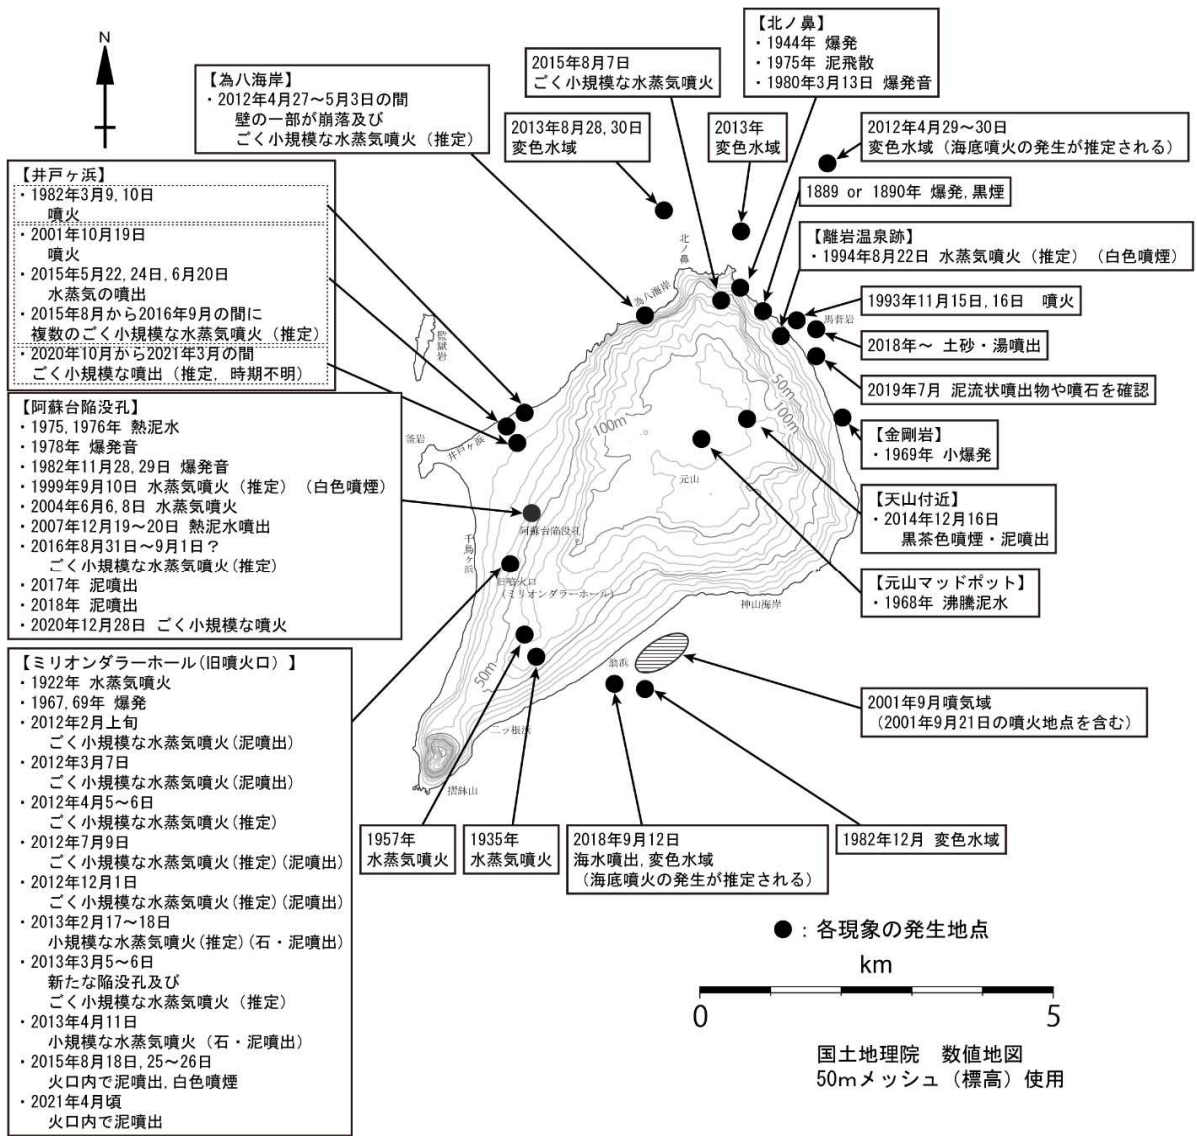 N
【為八海岸】
・2012年4月27～5月3日の間
壁の一部が崩落及び
ごく小規模な水蒸気噴火（推定）
2015年8月7日
ごく小規模な水蒸気噴火
【北ノ鼻】
・1944年 爆発
・1975年 泥飛散
・1980年3月13日 爆発音
2013年8月28,30日
変色水域
2013年
変色水域
2012年4月29～30日
変色水域（海底噴火の発生が推定される）
1889 or 1890年 爆発,黒煙
【離岩温泉跡】
・1994年8月22日 水蒸気噴火（推定）（白色噴煙）
1993年11月15日,16日　噴火
2018年～ 土砂・湯噴出
2019年7月 泥流状噴出物や噴石を確認
【金剛岩】
・1969年 小爆発
【天山付近】
・2014年12月16日
黒茶色噴煙・泥噴出
【元山マッドポット】
・1968年 沸騰泥水
2001年9月噴気域
（2001年9月21日の噴火地点を含む）
1982年12月 変色水域
2018年9月12日
海水噴出,変色水域
（海底噴火の発生が推定される）
1935年
水蒸気噴火
1957年
水蒸気噴火
【井戸ヶ浜】
・1982年3月9,10日
噴火
・2001年10月19日
噴火
・2015年5月22,24日,6月20日
水蒸気の噴出
・2015年8月から2016年9月の間に
複数のごく小規模な水蒸気噴火（推定）
・2020年10月から2021年3月の間
ごく小規模な噴出（推定，時期不明）
【阿蘇台陥没孔】
・1975,1976年 熱泥水
・1978年 爆発音
・1982年11月28,29日 爆発音
・1999年9月10日 水蒸気噴火（推定）（白色噴煙）
・2004年6月6,8日 水蒸気噴火
・2007年12月19～20日 熱泥水噴出
・2016年8月31日～9月1日？
ごく小規模な水蒸気噴火(推定)
・2017年 泥噴出
・2018年 泥噴出
・2020年12月28日 ごく小規模な噴火
【ミリオンダラーホール(旧噴火口）】
・1922年 水蒸気噴火
・1967,69年 爆発
・2012年2月上旬
ごく小規模な水蒸気噴火(泥噴出)
・2012年3月7日
ごく小規模な水蒸気噴火(泥噴出)
・2012年4月5～6日
ごく小規模な水蒸気噴火(推定)
・2012年7月9日
ごく小規模な水蒸気噴火(推定)(泥噴出)
・2012年12月1日
ごく小規模な水蒸気噴火(推定)(泥噴出)
・2013年2月17～18日
小規模な水蒸気噴火(推定)(石・泥噴出)
・2013年3月5～6日
新たな陥没孔及び
ごく小規模な水蒸気噴火（推定）
・2013年4月11日
小規模な水蒸気噴火（石・泥噴出）
・2015年8月18日,25～26日
火口内で泥噴出,白色噴煙
・2021年4月頃
火口内で泥噴出
北ノ鼻
為八海岸
監獄岩
釜岩
井戸ヶ浜
千鳥ヶ浜
阿蘇台陥没孔
旧噴火口
（ミリオンダラーホール）
元山
馬背岩
神山海岸
翁浜
二ッ根浜
摺鉢山
100m
50m
100m
50m
●：各現象の発生地点
km
0
5
国土地理院　数値地図
50mメッシュ（標高）使用